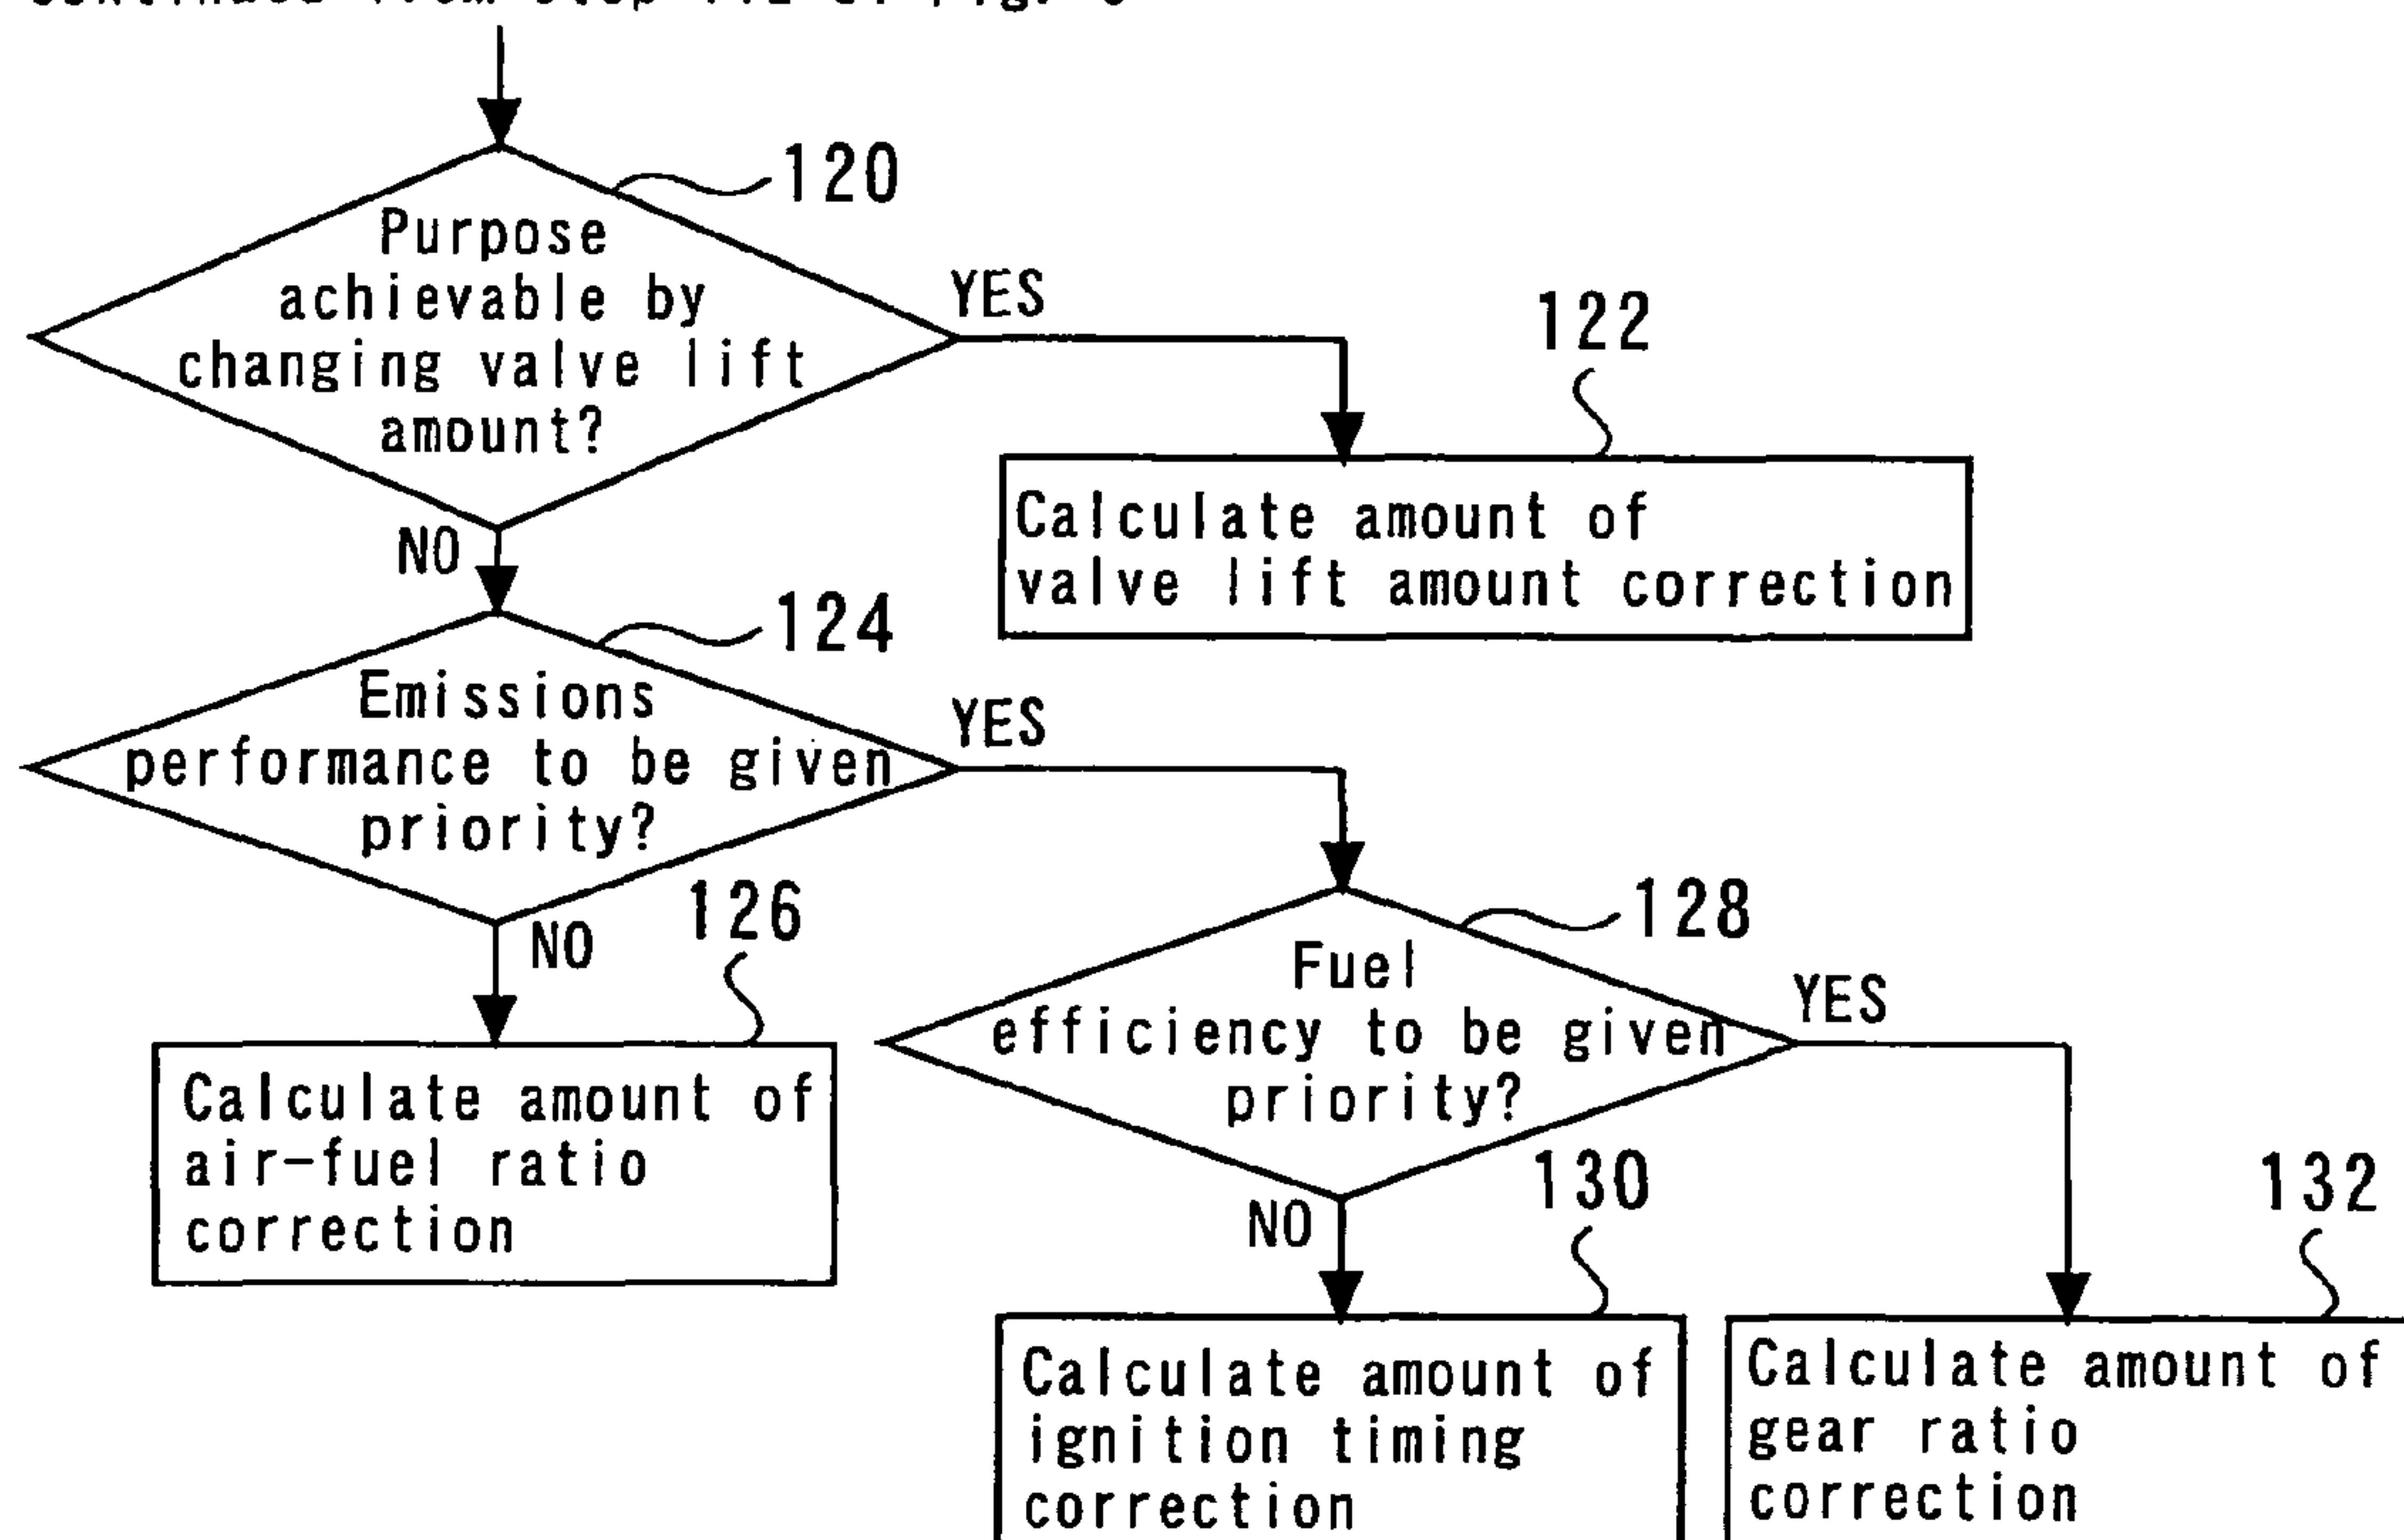 120
Purpose
achievable by
changing valve lift
amount?
YES
122
Calculate amount of
valve lift amount correction
NO
124
Emissions
performance to be given
priority?
YES
126
NO
Calculate amount of
air-fuel ratio
correction
128
Fuel
efficiency to be given
priority?
YES
130
NO
132
Calculate amount of
ignition timing
correction
Calculate amount of
gear ratio
correction